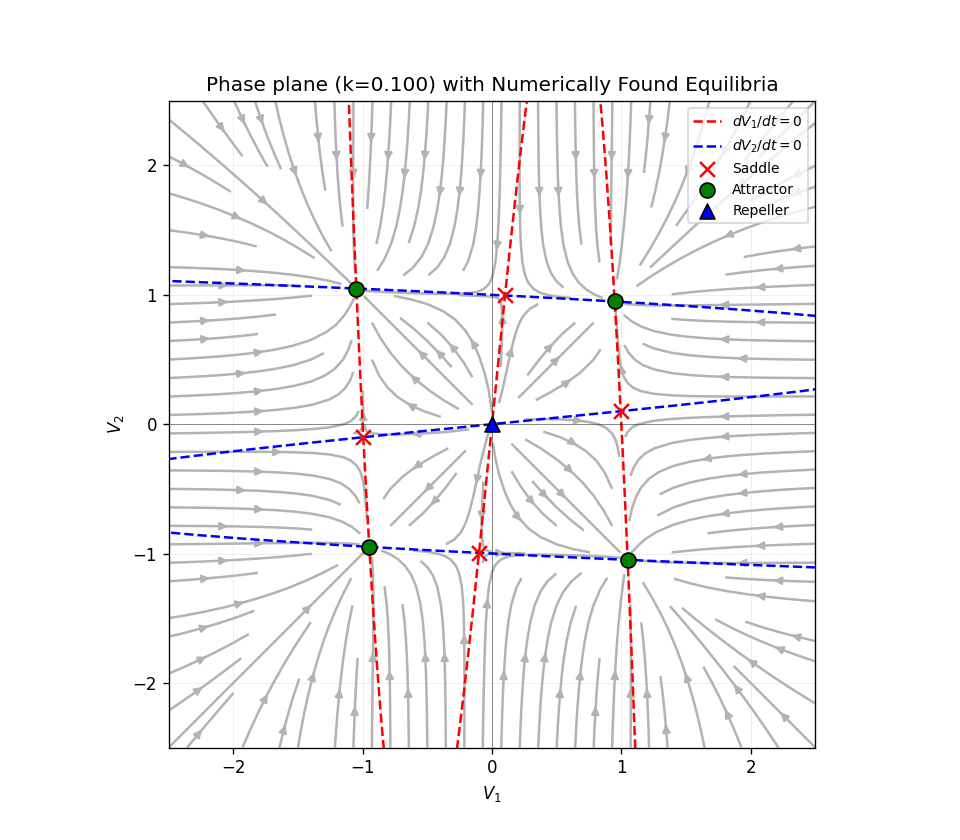 Phase plane (k=0.100) with Numerically Found Equilibria
dV₁/dt = 0
dV₂/dt = 0
Saddle
Attractor
Repeller
2
1
0
−1
−2
V₂
−2 −1 0 1 2
V₁